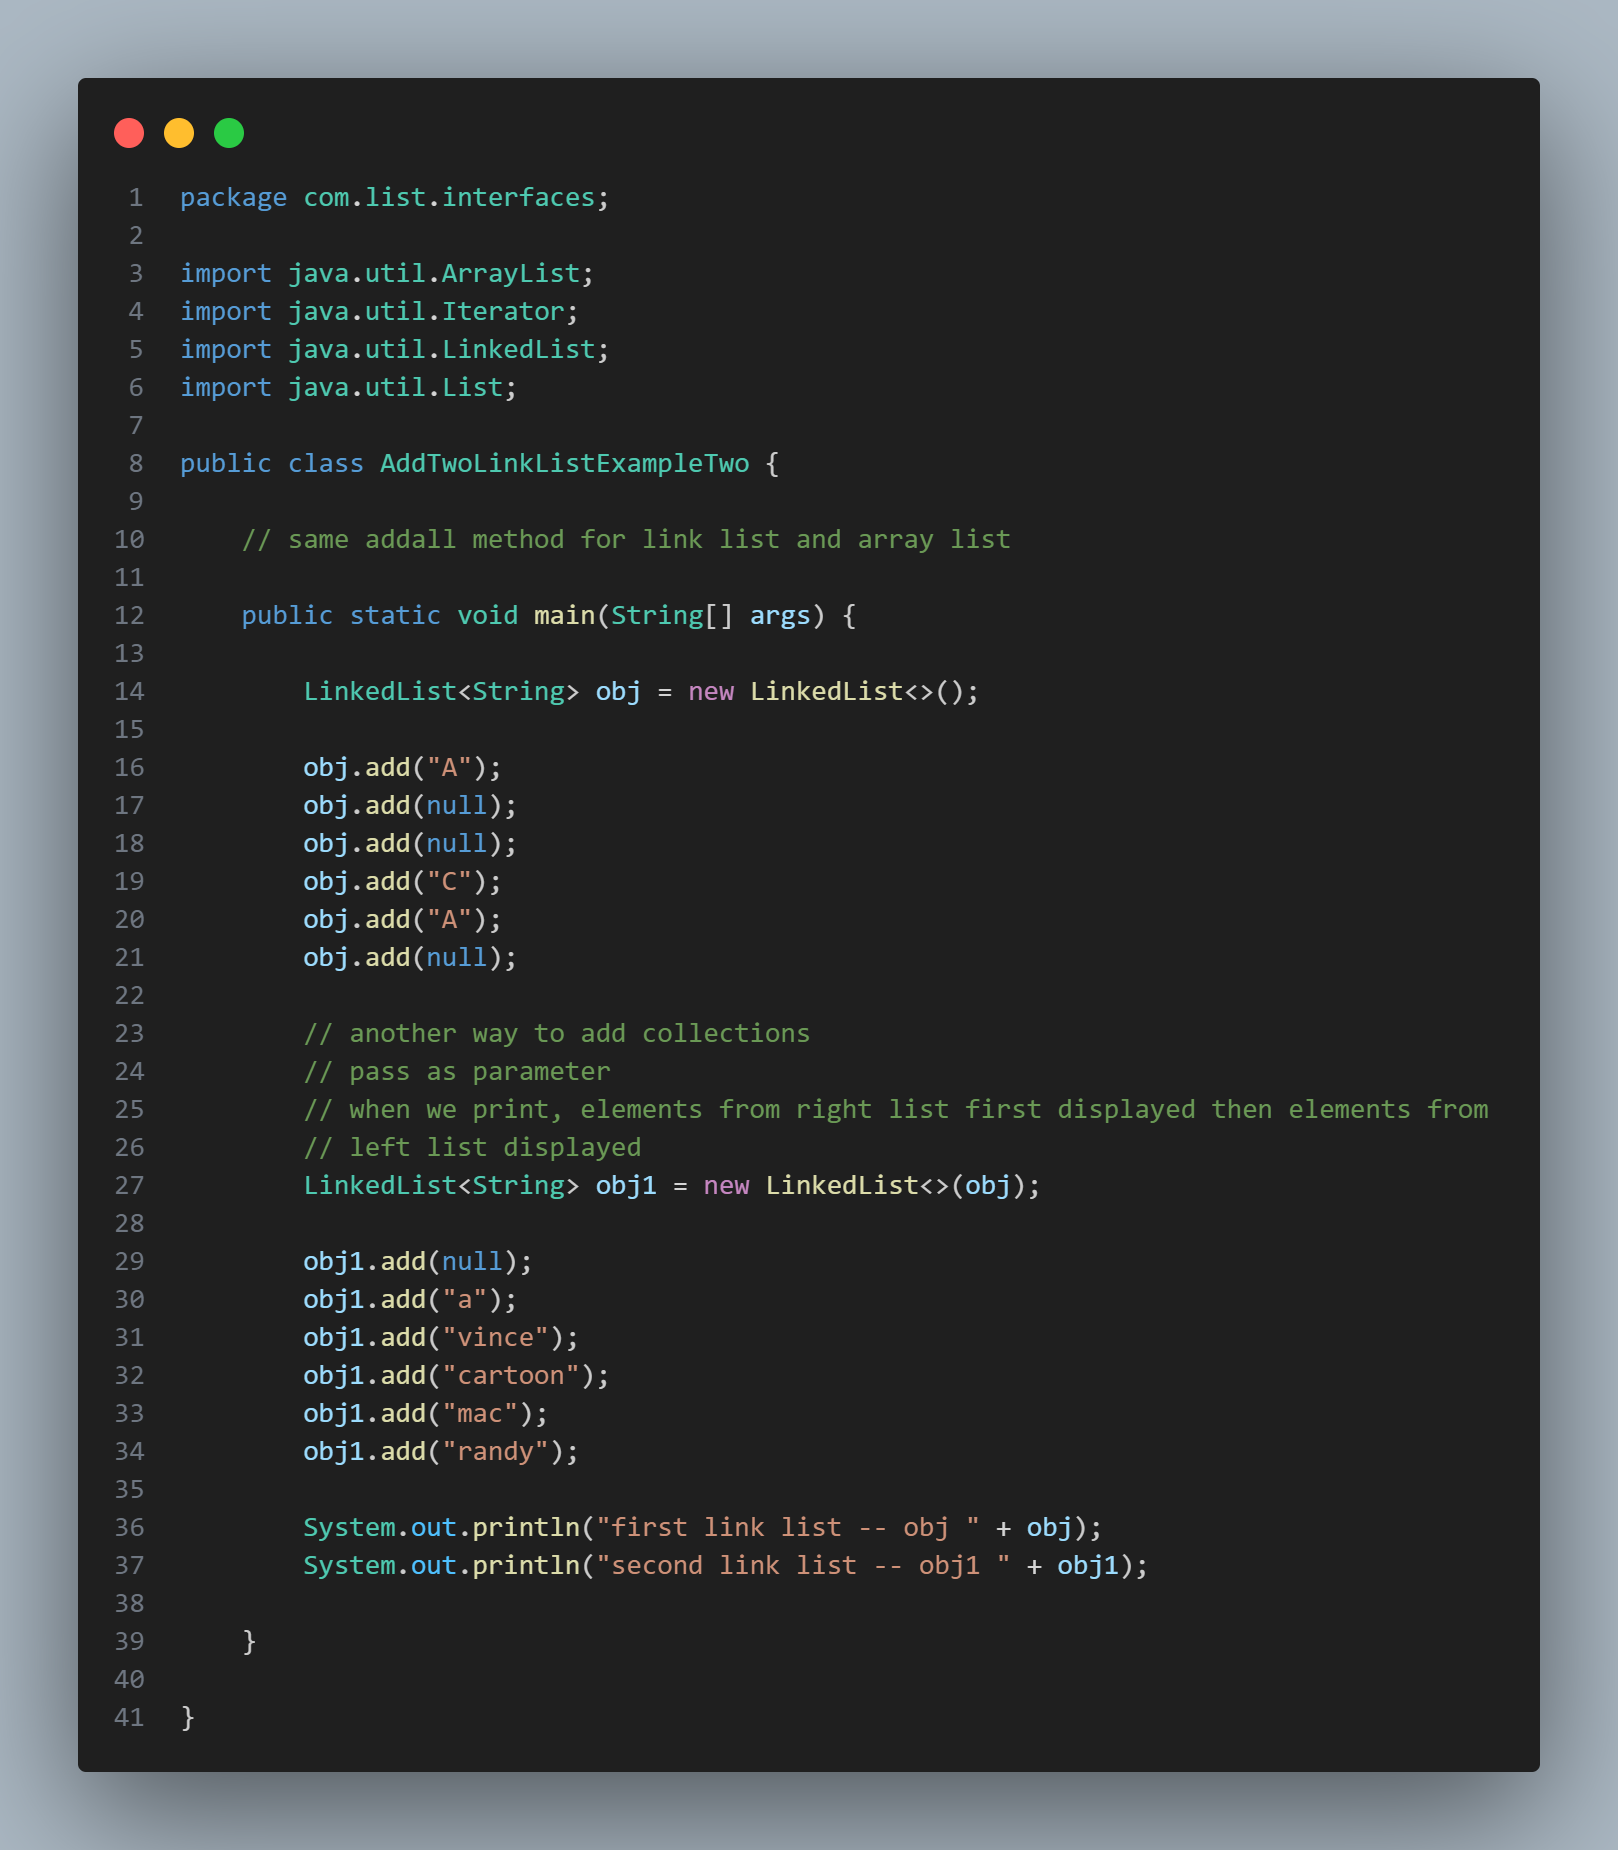 1 package com.list.interfaces;
2
3 import java.util.ArrayList;
4 import java.util.Iterator;
5 import java.util.LinkedList;
6 import java.util.List;
7
8 public class AddTwoLinkListExampleTwo {
9
10     // same addall method for link list and array list
11
12     public static void main(String[] args) {
13
14         LinkedList<String> obj = new LinkedList<>();
15
16         obj.add("A");
17         obj.add(null);
18         obj.add(null);
19         obj.add("C");
20         obj.add("A");
21         obj.add(null);
22
23         // another way to add collections
24         // pass as parameter
25         // when we print, elements from right list first displayed then elements from
26         // left list displayed
27         LinkedList<String> obj1 = new LinkedList<>(obj);
28
29         obj1.add(null);
30         obj1.add("a");
31         obj1.add("vince");
32         obj1.add("cartoon");
33         obj1.add("mac");
34         obj1.add("randy");
35
36         System.out.println("first link list -- obj " + obj);
37         System.out.println("second link list -- obj1 " + obj1);
38
39     }
40
41 }